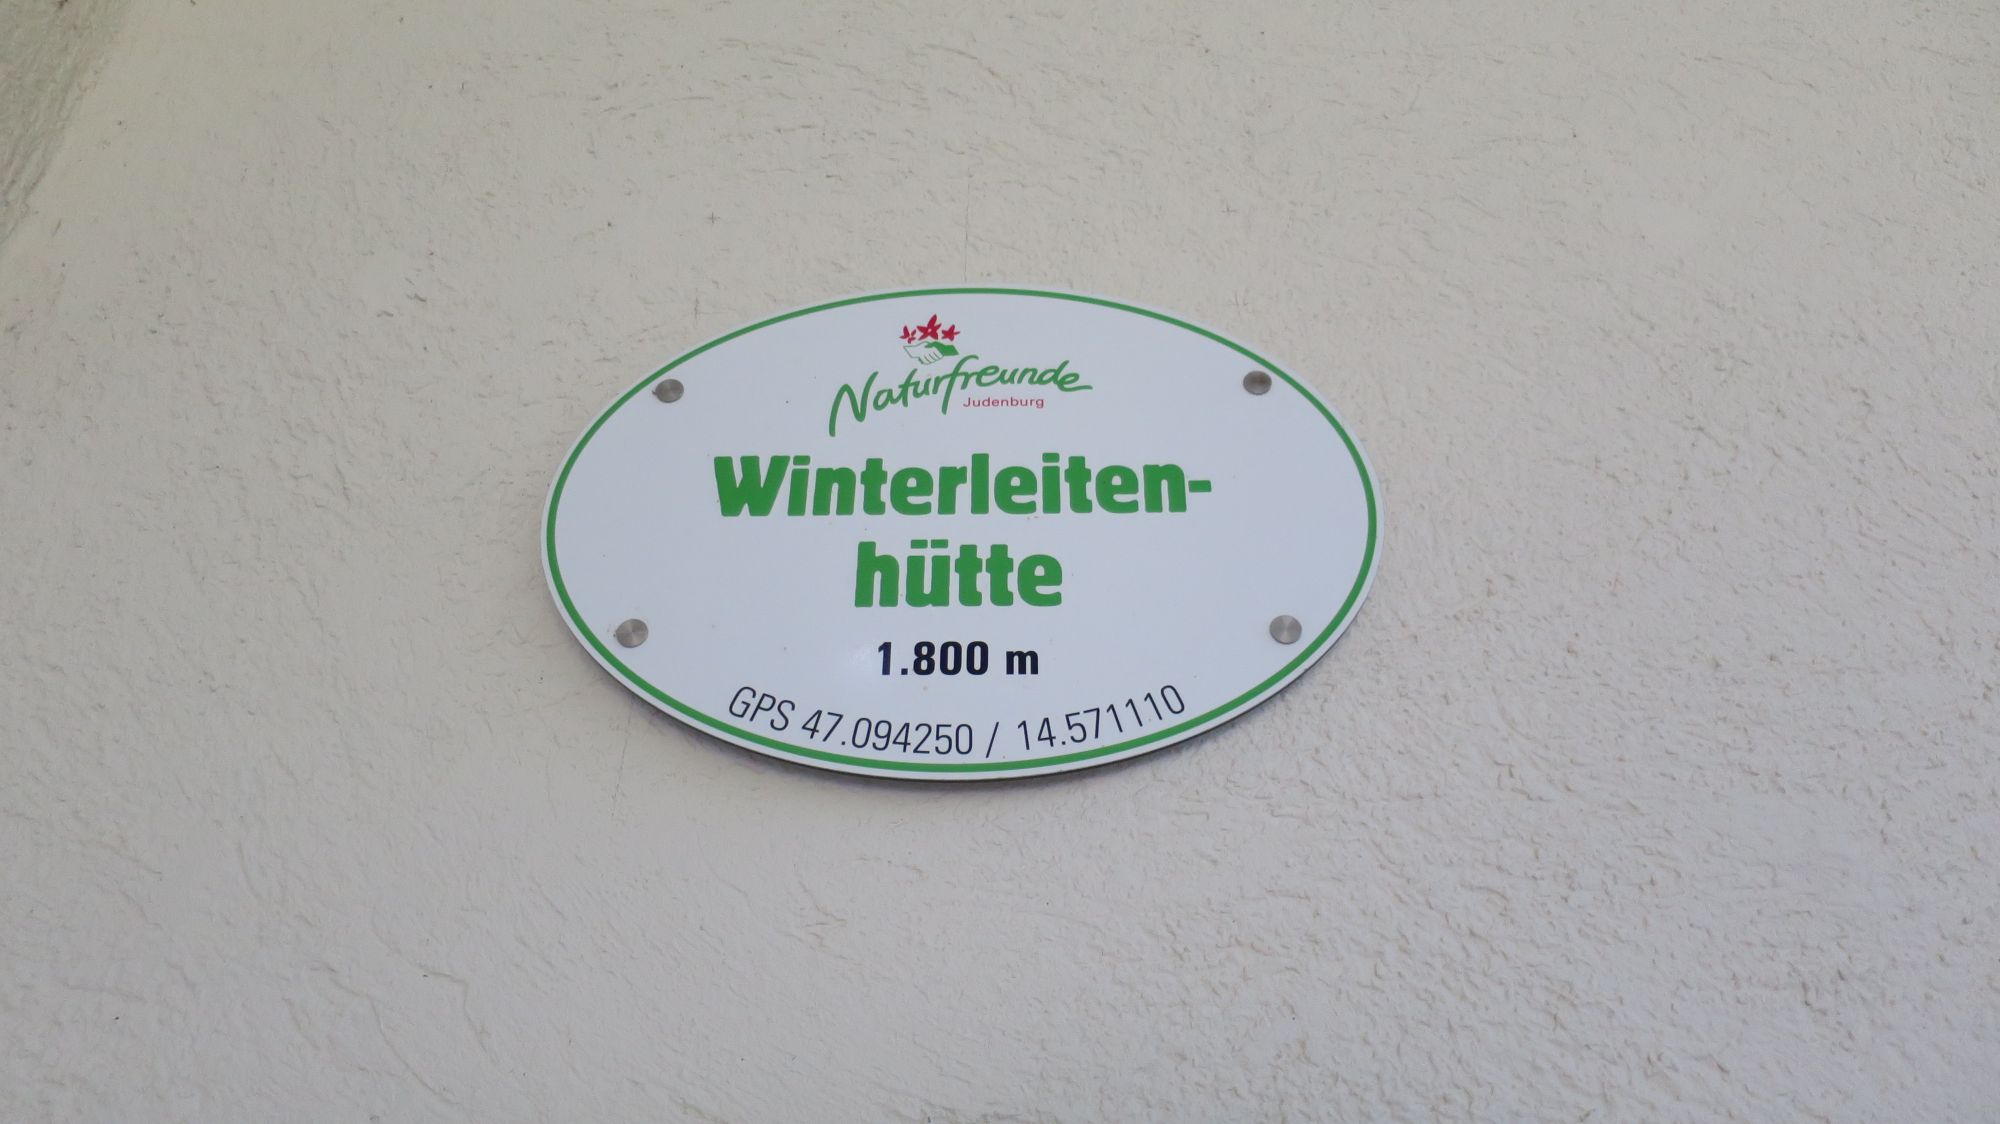 Naturfreunde
Judenburg
Winterleiten-
hütte
1.800 m
GPS 47.094250 / 14.571110